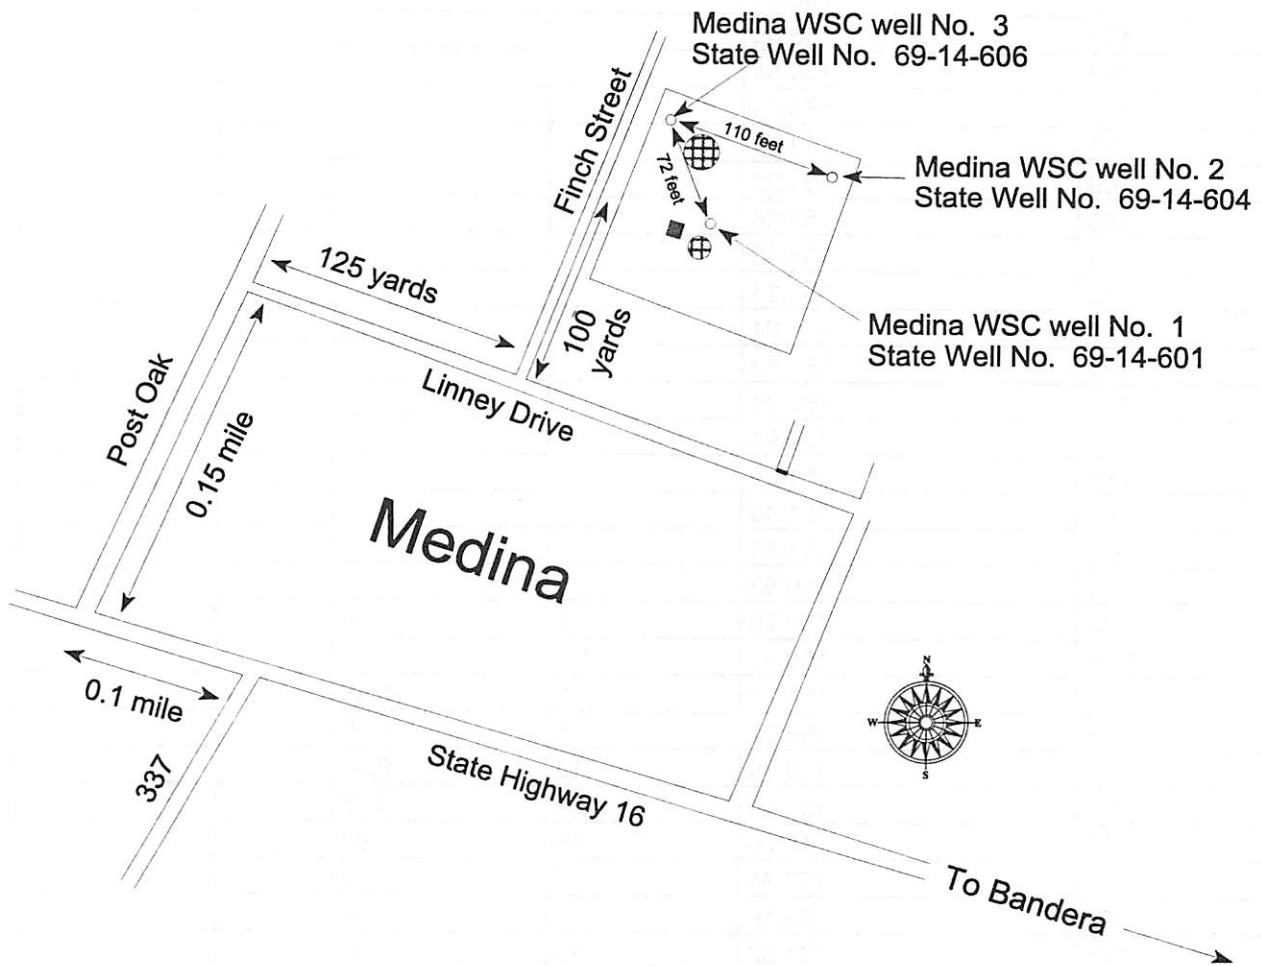 Medina WSC well No. 3
State Well No. 69-14-606
Finch Street
110 feet
72 feet
Medina WSC well No. 2
State Well No. 69-14-604
125 yards
100
yards
Medina WSC well No. 1
State Well No. 69-14-601
Post Oak
Linney Drive
0.15 mile
Medina
N
W
E
S
0.1 mile
337
State Highway 16
To Bandera